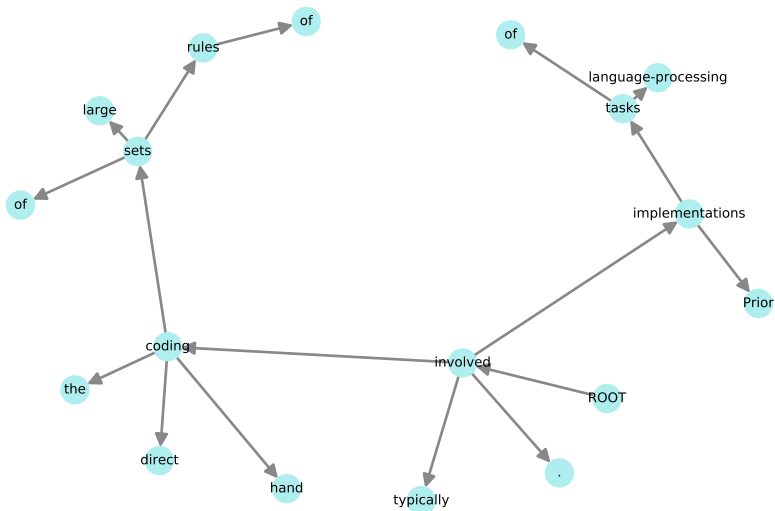 of
of
rules
language-processing
large
tasks
sets
of
implementations
Prior
coding
involved
the
ROOT
direct
.
hand
typically